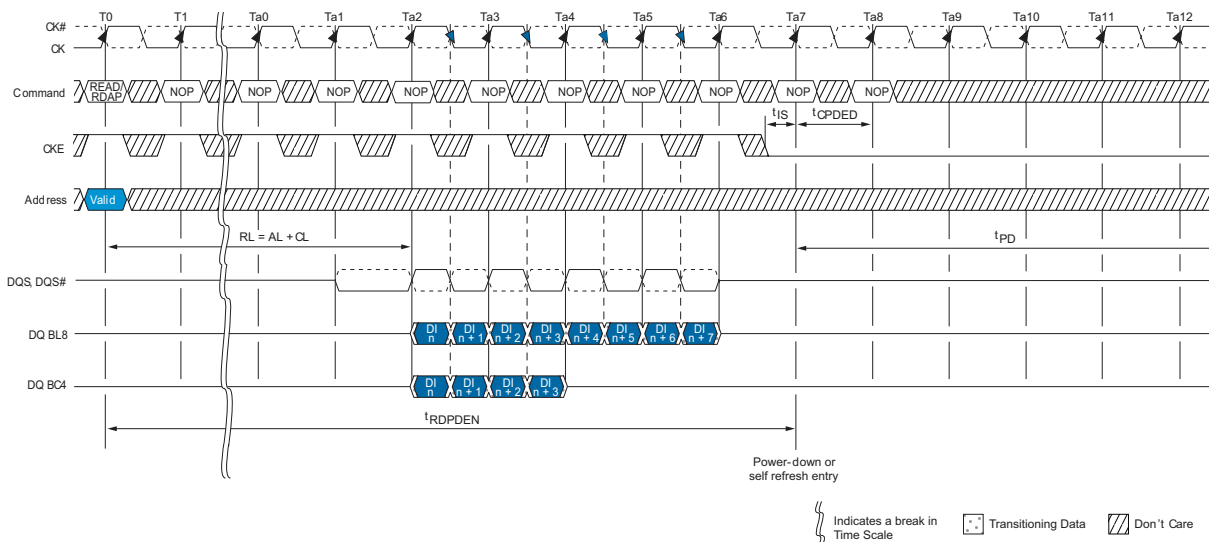 T0 T1 Ta0 Ta1 Ta2 Ta3 Ta4 Ta5 Ta6 Ta7 Ta8 Ta9 Ta10 Ta11 Ta12
CK#
CK
Command READ/ RDAP NOP NOP NOP NOP NOP NOP NOP NOP NOP NOP
tIS tCPDED
CKE
Address Valid
RL = AL + CL
tPD
DQS, DQS#
DQ BL8 DI n DI n + 1 DI n + 2 DI n + 3 DI n + 4 DI n+ 5 DI n + 6 DI n + 7
DQ BC4 DI n DI n + 1 DI n + 2 DI n + 3
tRDPDEN
Power-down or
self refresh entry
Indicates a break in
Time Scale
Transitioning Data
Don't Care